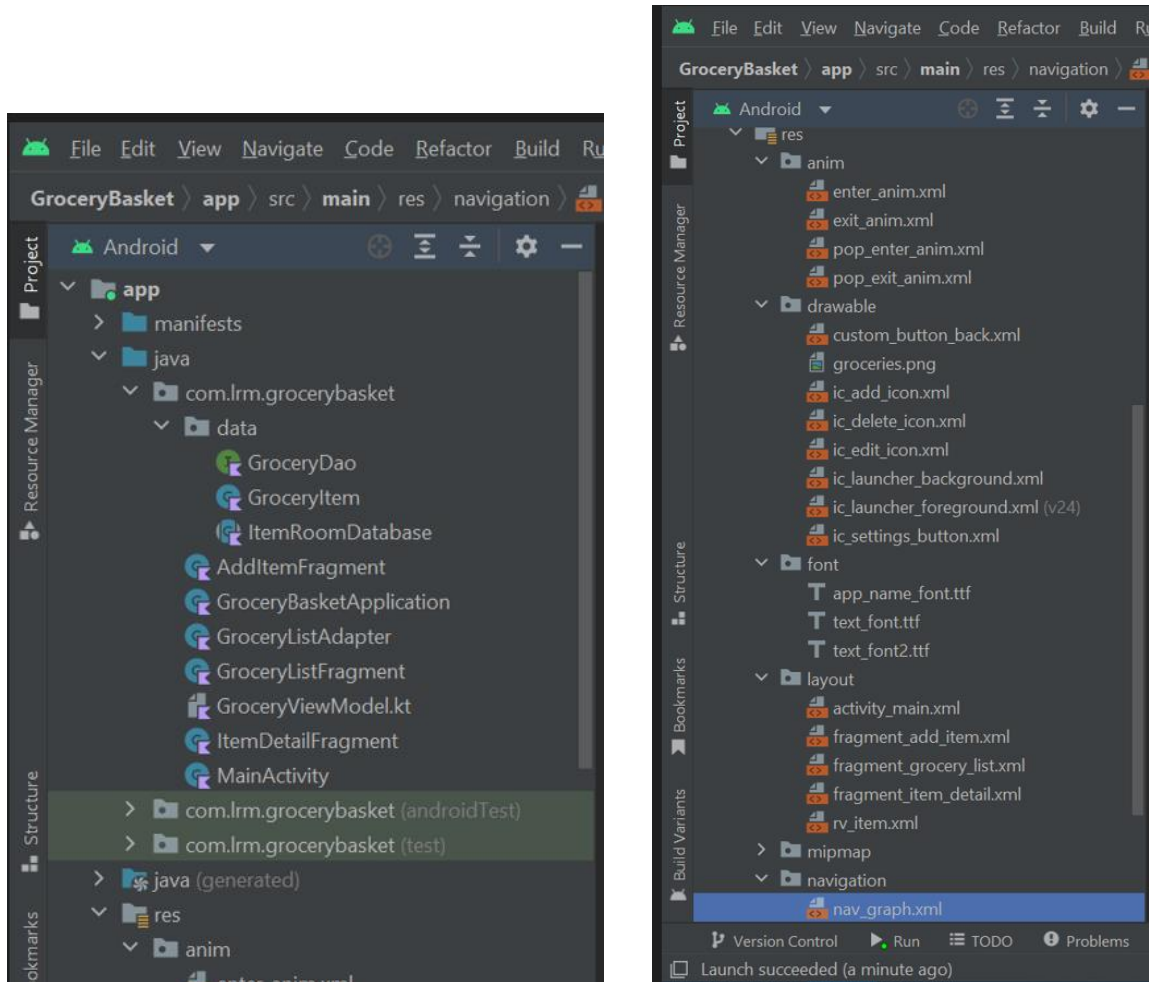 File Edit View Navigate Code Refactor Build Ru
GroceryBasket app src main res navigation
Project
Android
app
manifests
java
com.lrm.grocerybasket
data
GroceryDao
GroceryItem
ItemRoomDatabase
AddItemFragment
GroceryBasketApplication
GroceryListAdapter
GroceryListFragment
GroceryViewModel.kt
ItemDetailFragment
MainActivity
com.lrm.grocerybasket (androidTest)
com.lrm.grocerybasket (test)
java (generated)
res
anim
enter_anim.xml
Resource Manager
Structure
okmarks
File Edit View Navigate Code Refactor Build Ru
GroceryBasket app src main res navigation
Project
Android
res
anim
enter_anim.xml
exit_anim.xml
pop_enter_anim.xml
pop_exit_anim.xml
drawable
custom_button_back.xml
groceries.png
ic_add_icon.xml
ic_delete_icon.xml
ic_edit_icon.xml
ic_launcher_background.xml
ic_launcher_foreground.xml (v24)
ic_settings_button.xml
font
app_name_font.ttf
text_font.ttf
text_font2.ttf
layout
activity_main.xml
fragment_add_item.xml
fragment_grocery_list.xml
fragment_item_detail.xml
rv_item.xml
mipmap
navigation
nav_graph.xml
Resource Manager
Structure
Bookmarks
Build Variants
Version Control Run TODO Problems
Launch succeeded (a minute ago)